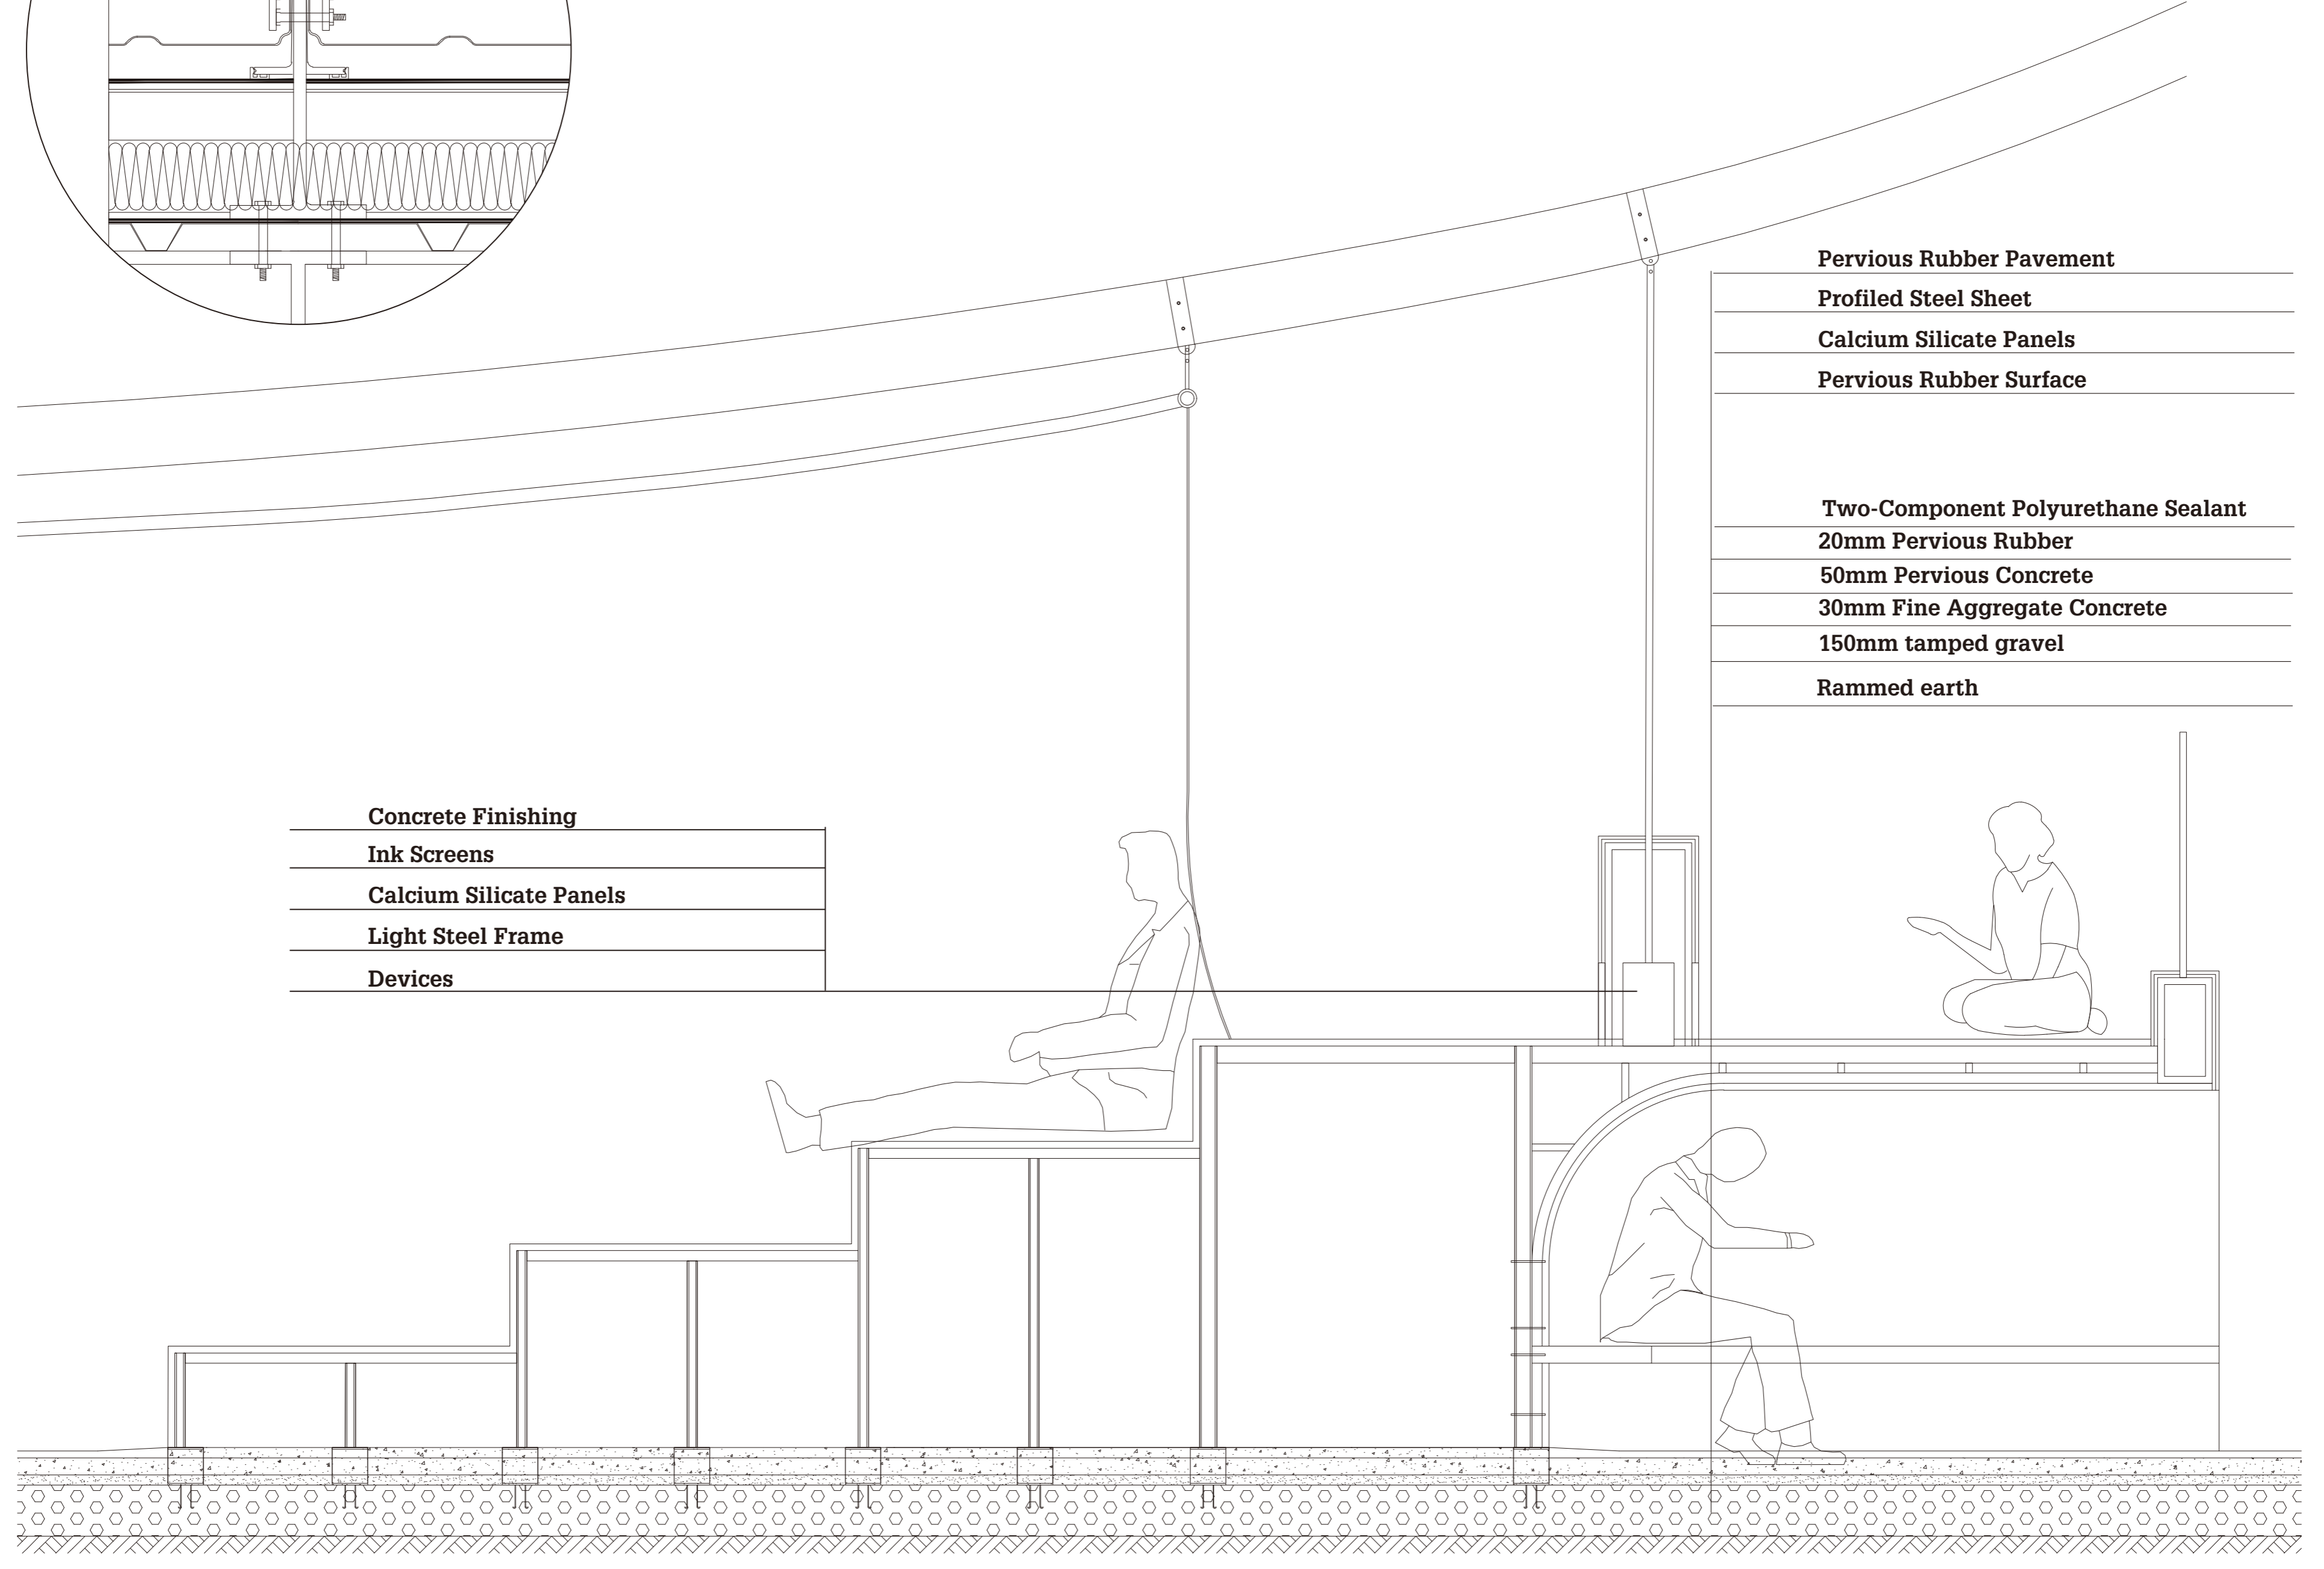 Pervious Rubber Pavement
Profiled Steel Sheet
Calcium Silicate Panels
Pervious Rubber Surface
Two-Component Polyurethane Sealant
20mm Pervious Rubber
50mm Pervious Concrete
30mm Fine Aggregate Concrete
150mm tamped gravel
Rammed earth
Concrete Finishing
Ink Screens
Calcium Silicate Panels
Light Steel Frame
Devices